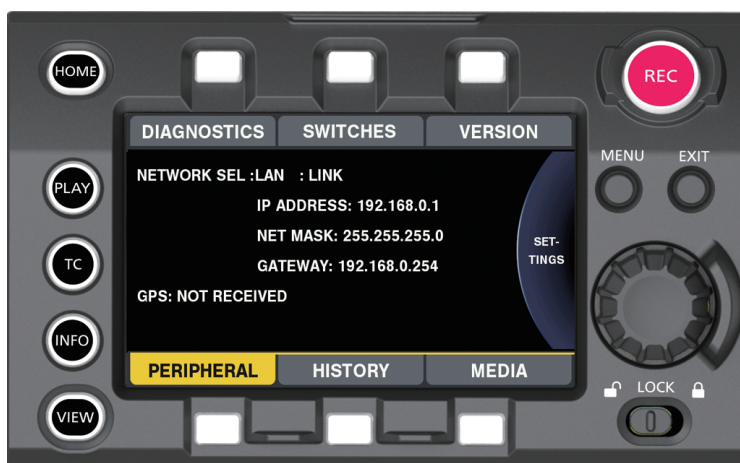 HOME
REC
DIAGNOSTICS SWITCHES VERSION
MENU EXIT
NETWORK SEL :LAN : LINK
PLAY
IP ADDRESS: 192.168.0.1
NET MASK: 255.255.255.0
SET-
TINGS
TC
GATEWAY: 192.168.0.254
GPS: NOT RECEIVED
INFO
PERIPHERAL HISTORY MEDIA
LOCK
VIEW